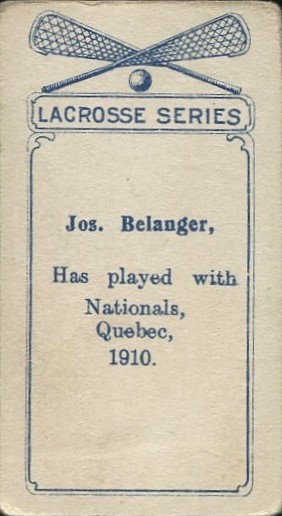 LACROSSE SERIES
Jos. Belanger,
Has played with
Nationals,
Quebec,
1910.